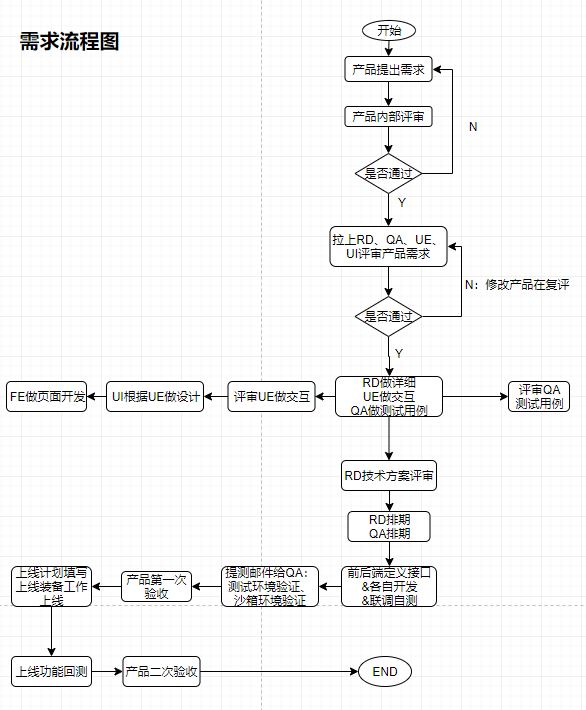 需求流程图
开始
产品提出需求
产品内部评审
N
是否通过
Y
拉上RD、QA、UE、
UI评审产品需求
N：修改产品在复评
是否通过
Y
RD做详细
UE做交互
QA做测试用例
评审QA
测试用例
评审UE做交互
UI根据UE做设计
FE做页面开发
RD技术方案评审
RD排期
QA排期
前后端定义接口
&各自开发
&联调自测
提测邮件给QA：
测试环境验证、
沙箱环境验证
产品第一次
验收
上线计划填写
上线装备工作
上线
上线功能回测
产品二次验收
END